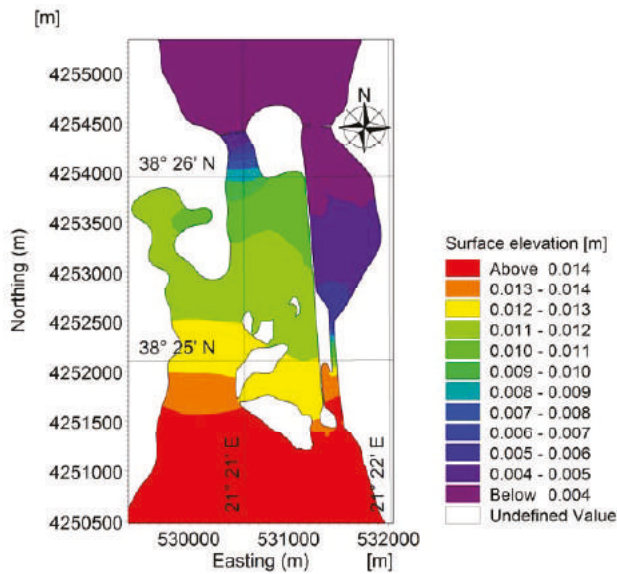 [m]
4255000
4254500
4254000
4253500
4253000
4252500
4252000
4251500
4251000
4250500
Northing (m)
N
38° 26' N
38° 25' N
21° 21' E
21° 22' E
530000
531000
532000
Easting (m)
[m]
Surface elevation [m]
Above 0.014
0.013 - 0.014
0.012 - 0.013
0.011 - 0.012
0.010 - 0.011
0.009 - 0.010
0.008 - 0.009
0.007 - 0.008
0.006 - 0.007
0.005 - 0.006
0.004 - 0.005
Below 0.004
Undefined Value